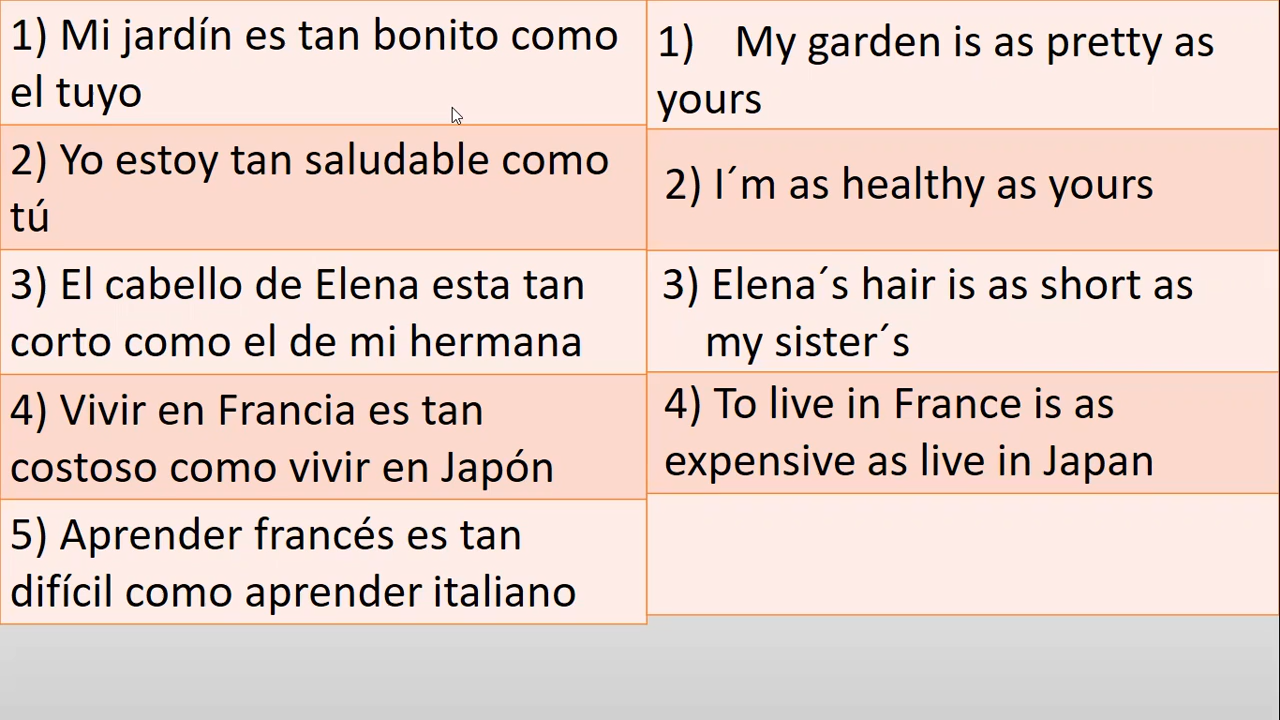 1) Mi jardín es tan bonito como
el tuyo
2) Yo estoy tan saludable como
tú
3) El cabello de Elena esta tan
corto como el de mi hermana
4) Vivir en Francia es tan
costoso como vivir en Japón
5) Aprender francés es tan
difícil como aprender italiano
1) My garden is as pretty as
yours
2) I´m as healthy as yours
3) Elena´s hair is as short as
my sister´s
4) To live in France is as
expensive as live in Japan